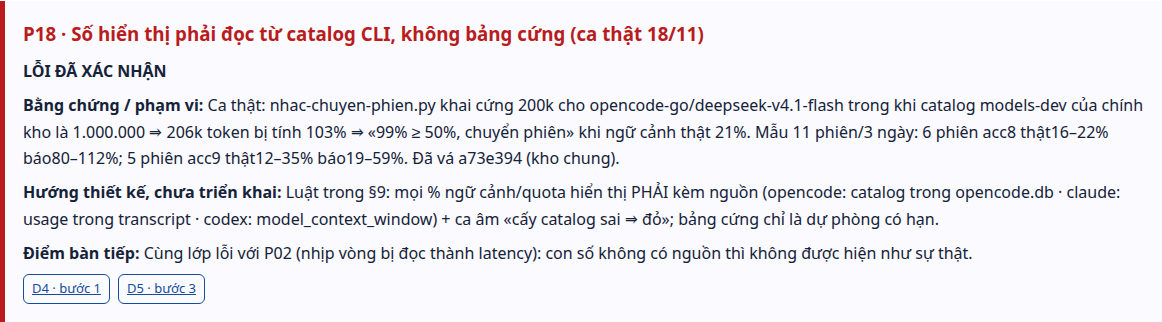 P18 · Số hiển thị phải đọc từ catalog CLI, không bảng cứng (ca thật 18/11)
LỖI ĐÃ XÁC NHẬN
Bằng chứng / phạm vi: Ca thật: nhac-chuyen-phien.py khai cứng 200k cho opencode-go/deepseek-v4.1-flash trong khi catalog models-dev của chính
kho là 1.000.000 ⇒ 206k token bị tính 103% ⇒ «99% ≥ 50%, chuyển phiên» khi ngữ cảnh thật 21%. Mẫu 11 phiên/3 ngày: 6 phiên acc8 thật16–22%
báo80–112%; 5 phiên acc9 thật12–35% báo19–59%. Đã vá a73e394 (kho chung).
Hướng thiết kế, chưa triển khai: Luật trong §9: mọi % ngữ cảnh/quota hiển thị PHẢI kèm nguồn (opencode: catalog trong opencode.db · claude:
usage trong transcript · codex: model_context_window) + ca âm «cấy catalog sai ⇒ đỏ»; bảng cứng chỉ là dự phòng có hạn.
Điểm bàn tiếp: Cùng lớp lỗi với P02 (nhịp vòng bị đọc thành latency): con số không có nguồn thì không được hiện như sự thật.
D4 · bước 1
D5 · bước 3